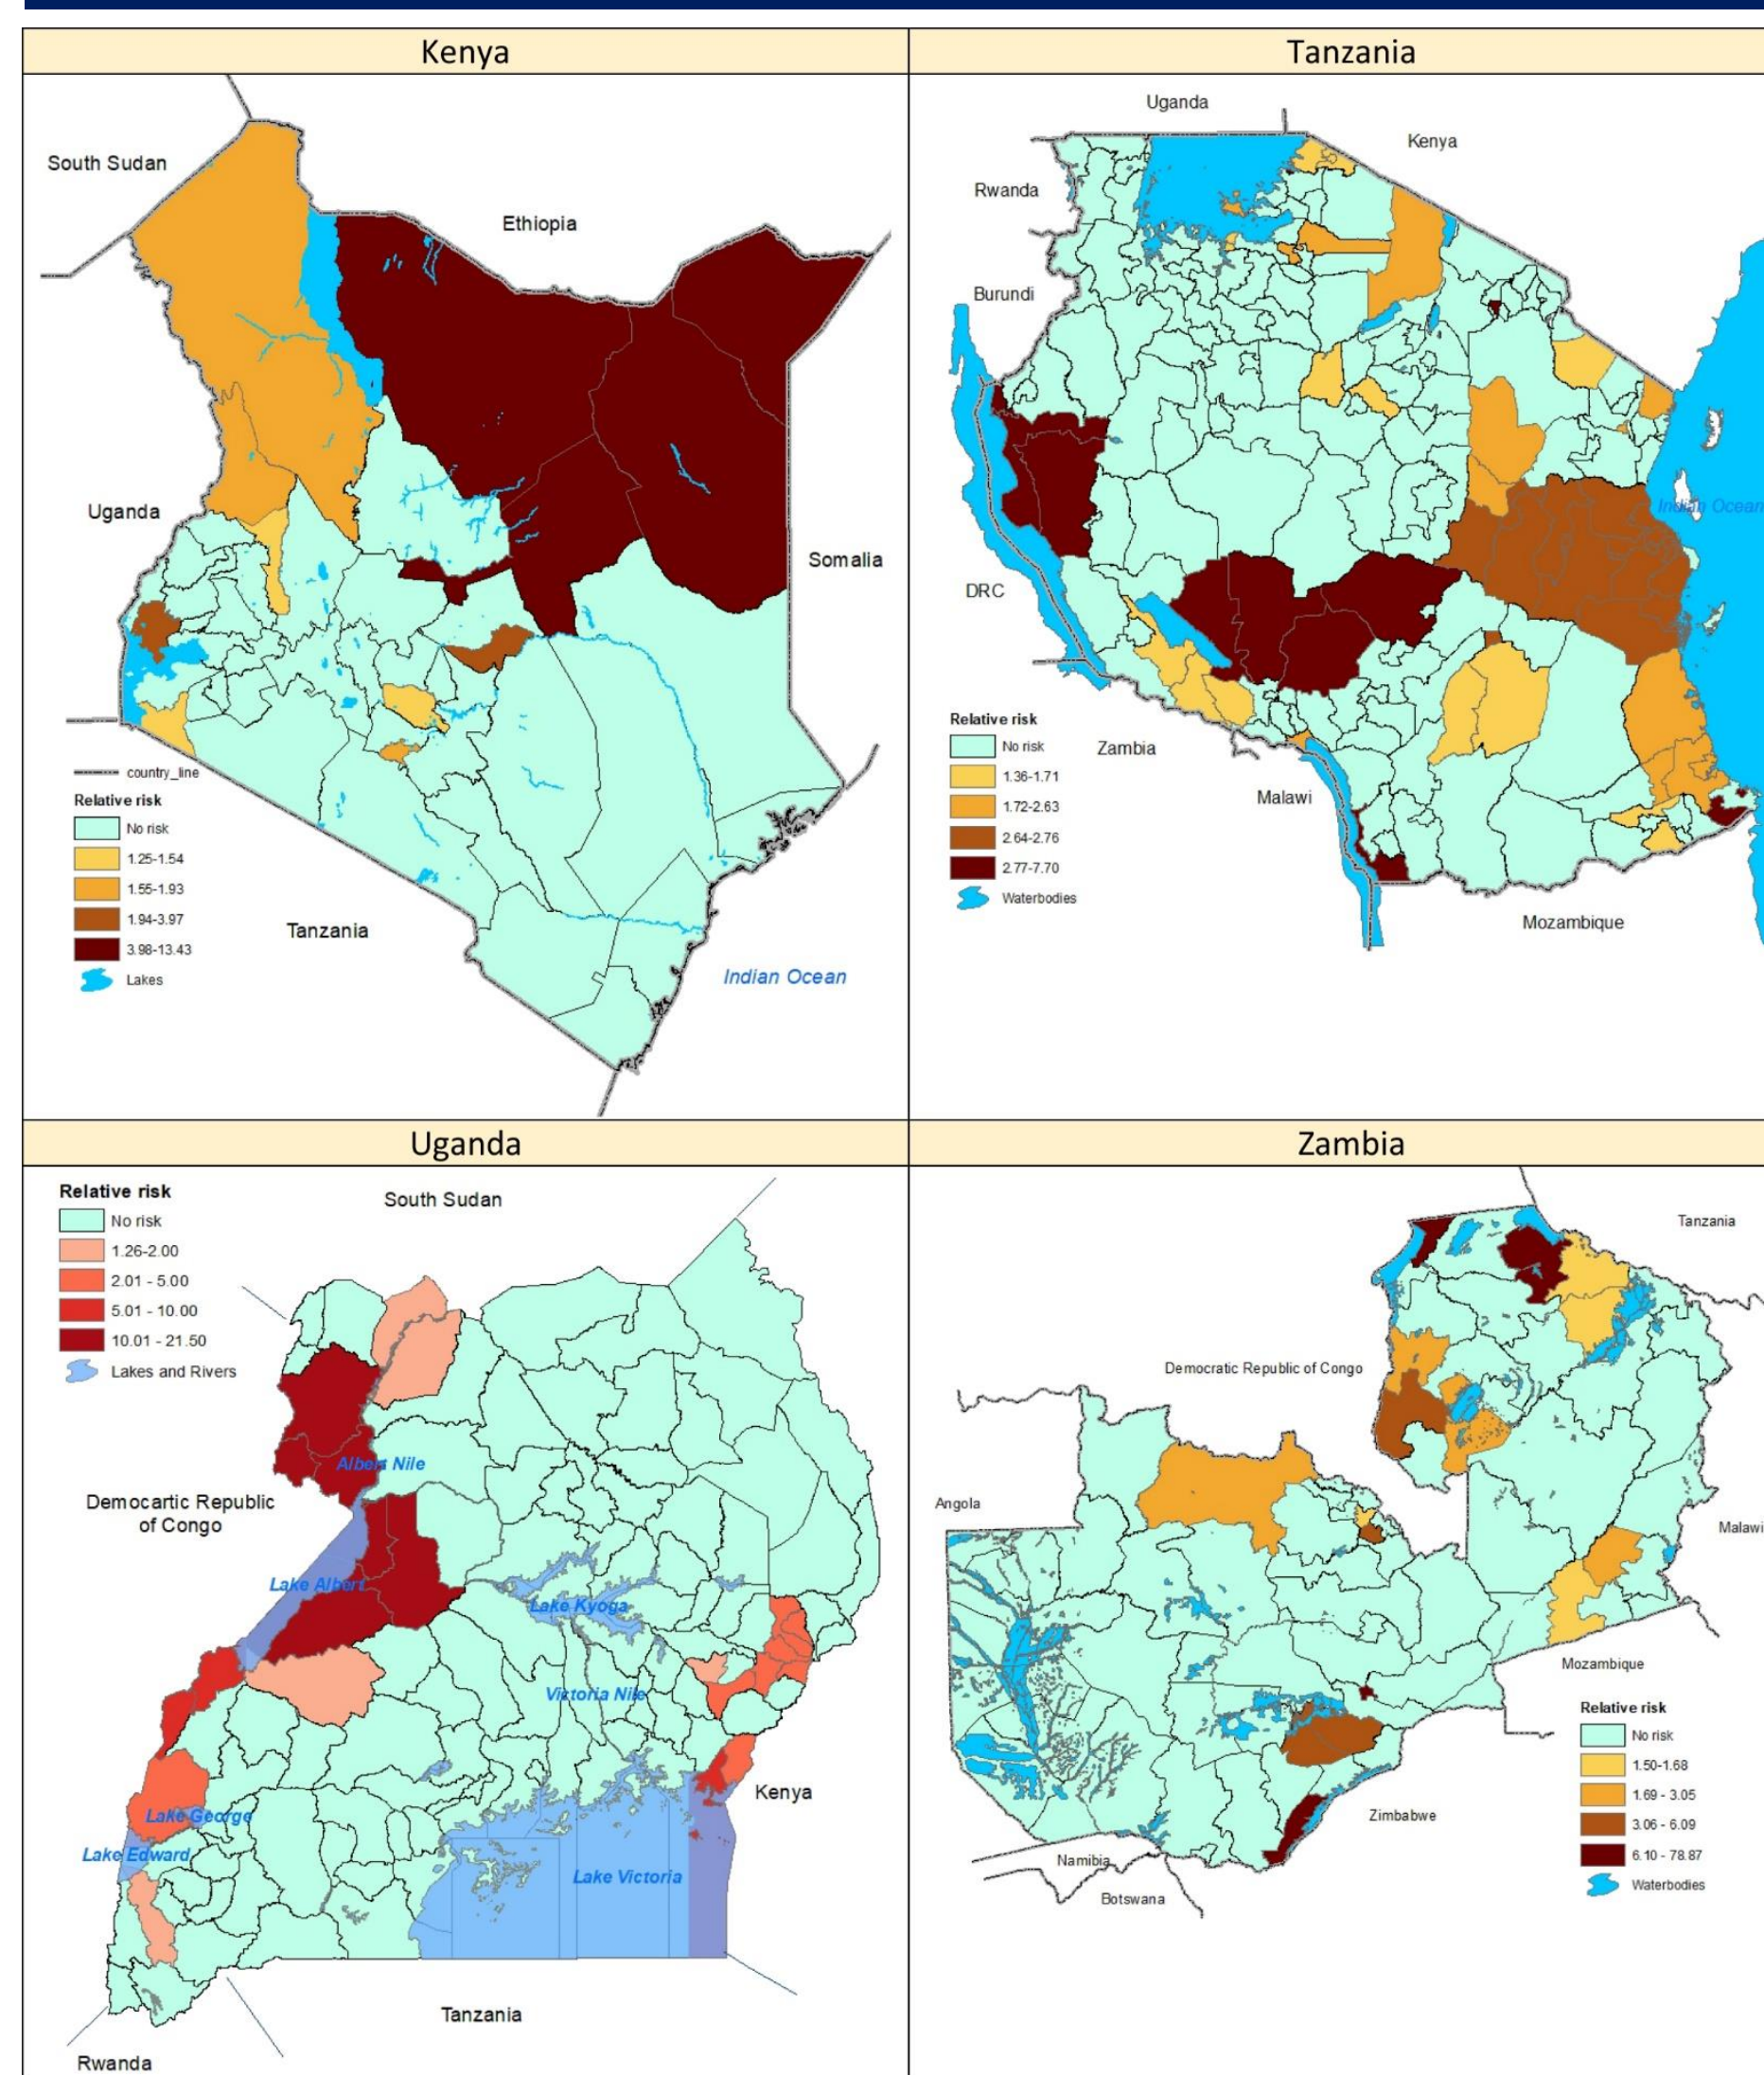 Kenya
South Sudan
Ethiopia
Uganda
Somalia
country_line
Relative risk
No risk
1.25-1.54
1.55-1.93
1.94-3.97
3.98-13.43
Lakes
Tanzania
Indian Ocean
Tanzania
Uganda
Kenya
Rwanda
Burundi
Indian Ocean
DRC
Relative risk
No risk
1.36-1.71
1.72-2.63
2.64-2.76
2.77-7.70
Waterbodies
Zambia
Malawi
Mozambique
Uganda
Relative risk
No risk
1.26-2.00
2.01 - 5.00
5.01 - 10.00
10.01 - 21.50
Lakes and Rivers
South Sudan
Albert Nile
Democartic Republic
of Congo
Lake Albert
Lake Kyoga
Victoria Nile
Kenya
Lake George
Lake Edward
Lake Victoria
Tanzania
Rwanda
Zambia
Tanzania
Democratic Republic of Congo
Angola
Malawi
Mozambique
Relative risk
No risk
1.50-1.68
1.69 - 3.05
3.06 - 6.09
6.10 - 78.87
Waterbodies
Zimbabwe
Namibia
Botswana